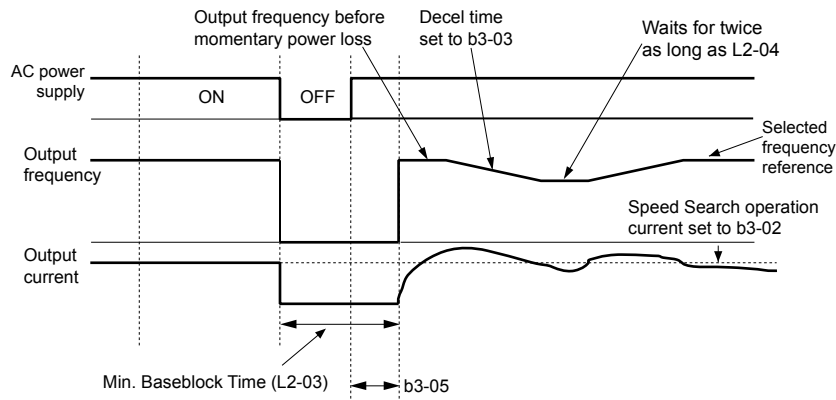 Output frequency before
momentary power loss
Decel time
set to b3-03
Waits for twice
as long as L2-04
AC power
supply
ON
OFF
Output
frequency
Selected
frequency
reference
Speed Search operation
current set to b3-02
Output
current
Min. Baseblock Time (L2-03)
b3-05